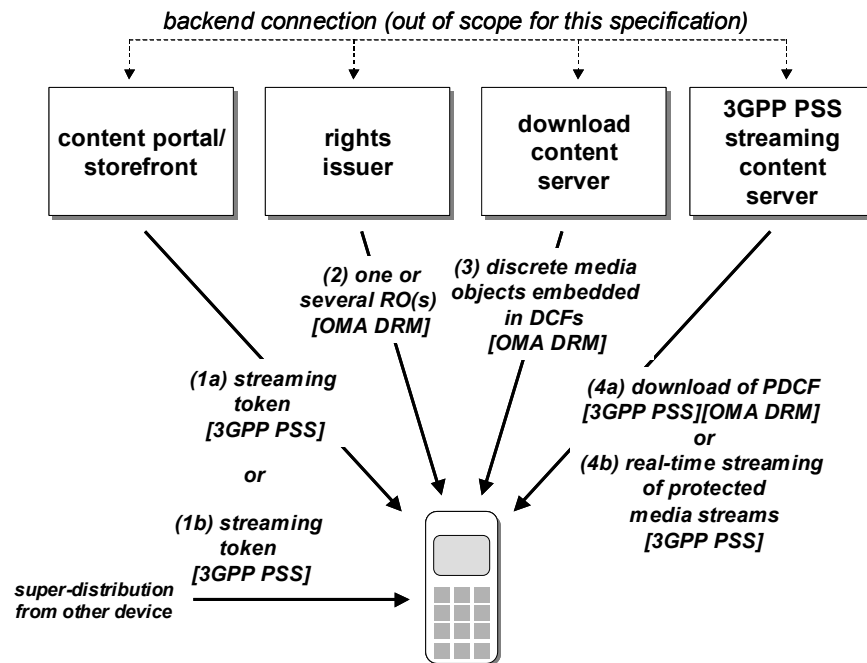 backend connection (out of scope for this specification)
content portal/
storefront
rights
issuer
download
content
server
3GPP PSS
streaming
content
server
(2) one or
several RO(s)
[OMA DRM]
(3) discrete media
objects embedded
in DCFs
[OMA DRM]
(1a) streaming
token
[3GPP PSS]
or
(1b) streaming
token
[3GPP PSS]
(4a) download of PDCF
[3GPP PSS][OMA DRM]
or
(4b) real-time streaming
of protected
media streams
[3GPP PSS]
super-distribution
from other device